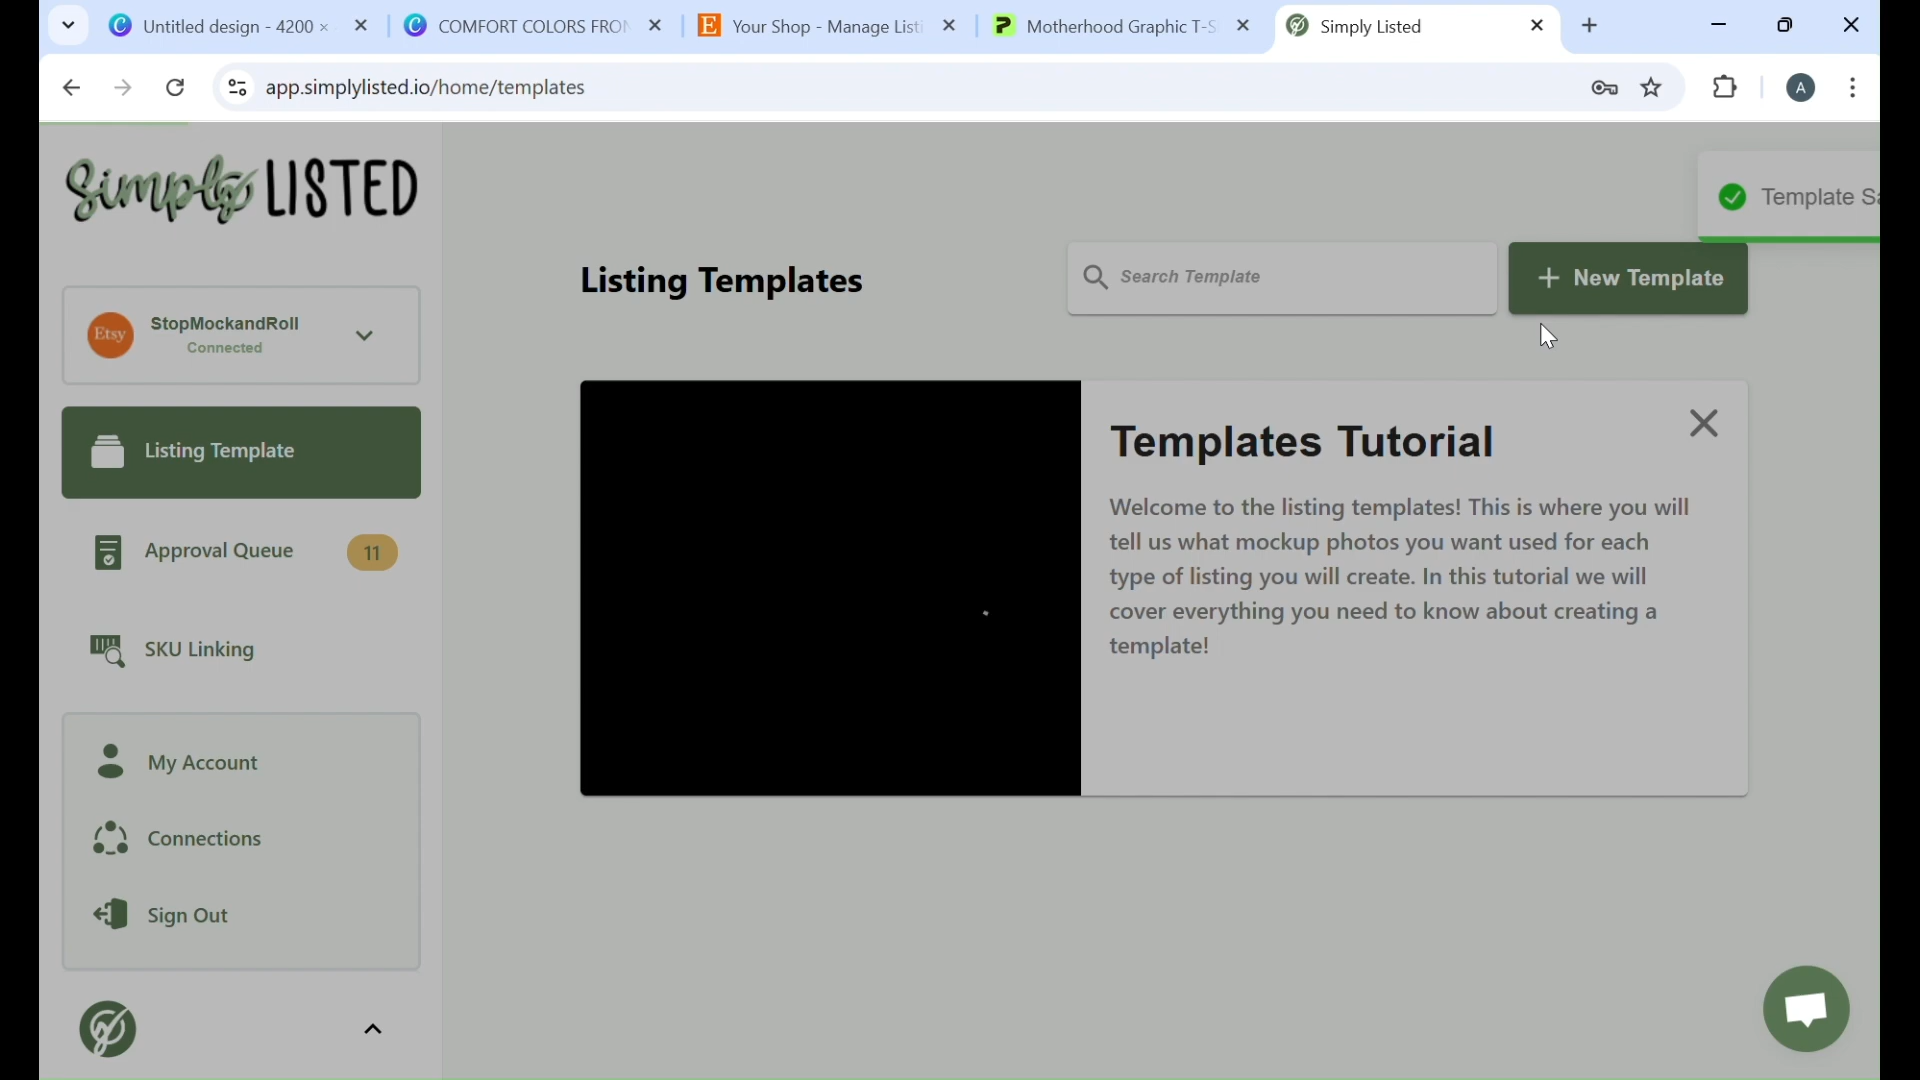 Untitled design - 4200 ×
COMFORT COLORS FRON
Your Shop - Manage Listi
Motherhood Graphic T-S
Simply Listed
app.simplylisted.io/home/templates
A
Simply LISTED
Template Sa
Listing Templates
Search Template
+ New Template
Etsy
StopMockandRoll
Connected
Listing Template
Approval Queue
11
SKU Linking
My Account
Connections
Sign Out
Templates Tutorial
Welcome to the listing templates! This is where you will
tell us what mockup photos you want used for each
type of listing you will create. In this tutorial we will
cover everything you need to know about creating a
template!